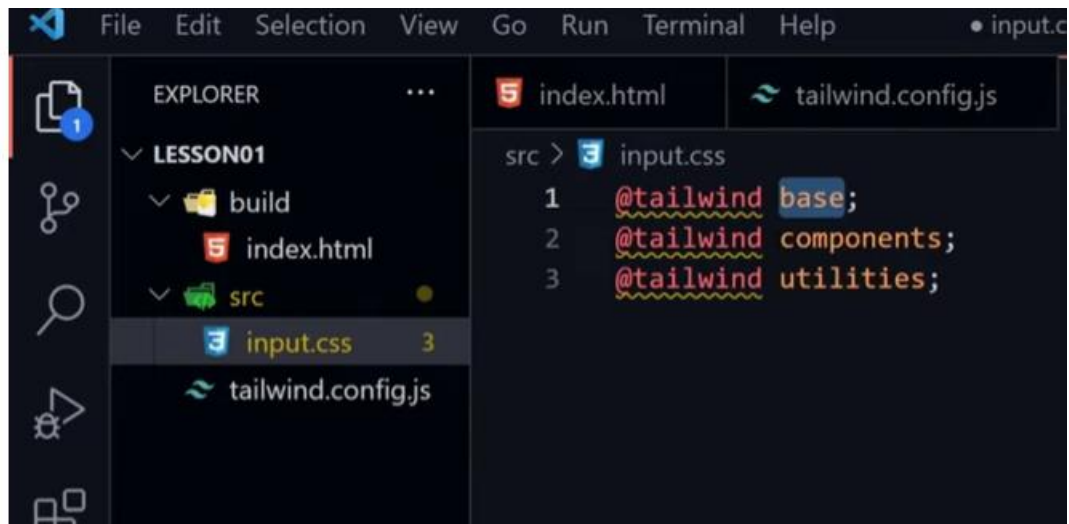 File Edit Selection View Go Run Terminal Help ● input.c
EXPLORER ...
index.html tailwind.config.js
LESSON01
build
index.html
src
input.css 3
tailwind.config.js
1
src > input.css
1 @tailwind base;
2 @tailwind components;
3 @tailwind utilities;